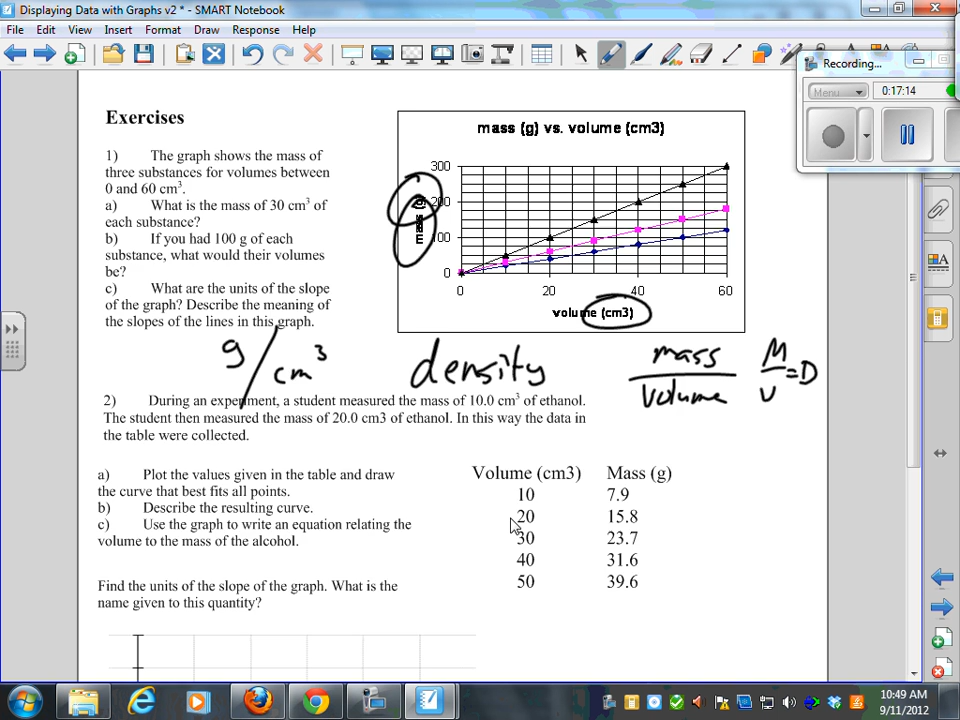 Displaying Data with Graphs v2 * - SMART Notebook
File Edit View Insert Format Draw Response Help
Recording...
Menu
0:17:14
Exercises
1) The graph shows the mass of
three substances for volumes between
0 and 60 cm³.
a) What is the mass of 30 cm³ of
each substance?
b) If you had 100 g of each
substance, what would their volumes
be?
c) What are the units of the slope
of the graph? Describe the meaning of
the slopes of the lines in this graph.
mass (g) vs. volume (cm3)
300
200
100
0
mass (g)
0 20 40 60
volume (cm3)
g/cm³
density
mass
volume
M
V
=D
2) During an experiment, a student measured the mass of 10.0 cm³ of ethanol.
The student then measured the mass of 20.0 cm3 of ethanol. In this way the data in
the table were collected.
a) Plot the values given in the table and draw
the curve that best fits all points.
b) Describe the resulting curve.
c) Use the graph to write an equation relating the
volume to the mass of the alcohol.
Find the units of the slope of the graph. What is the
name given to this quantity?
Volume (cm3) Mass (g)
10 7.9
20 15.8
30 23.7
40 31.6
50 39.6
10:49 AM
9/11/2012